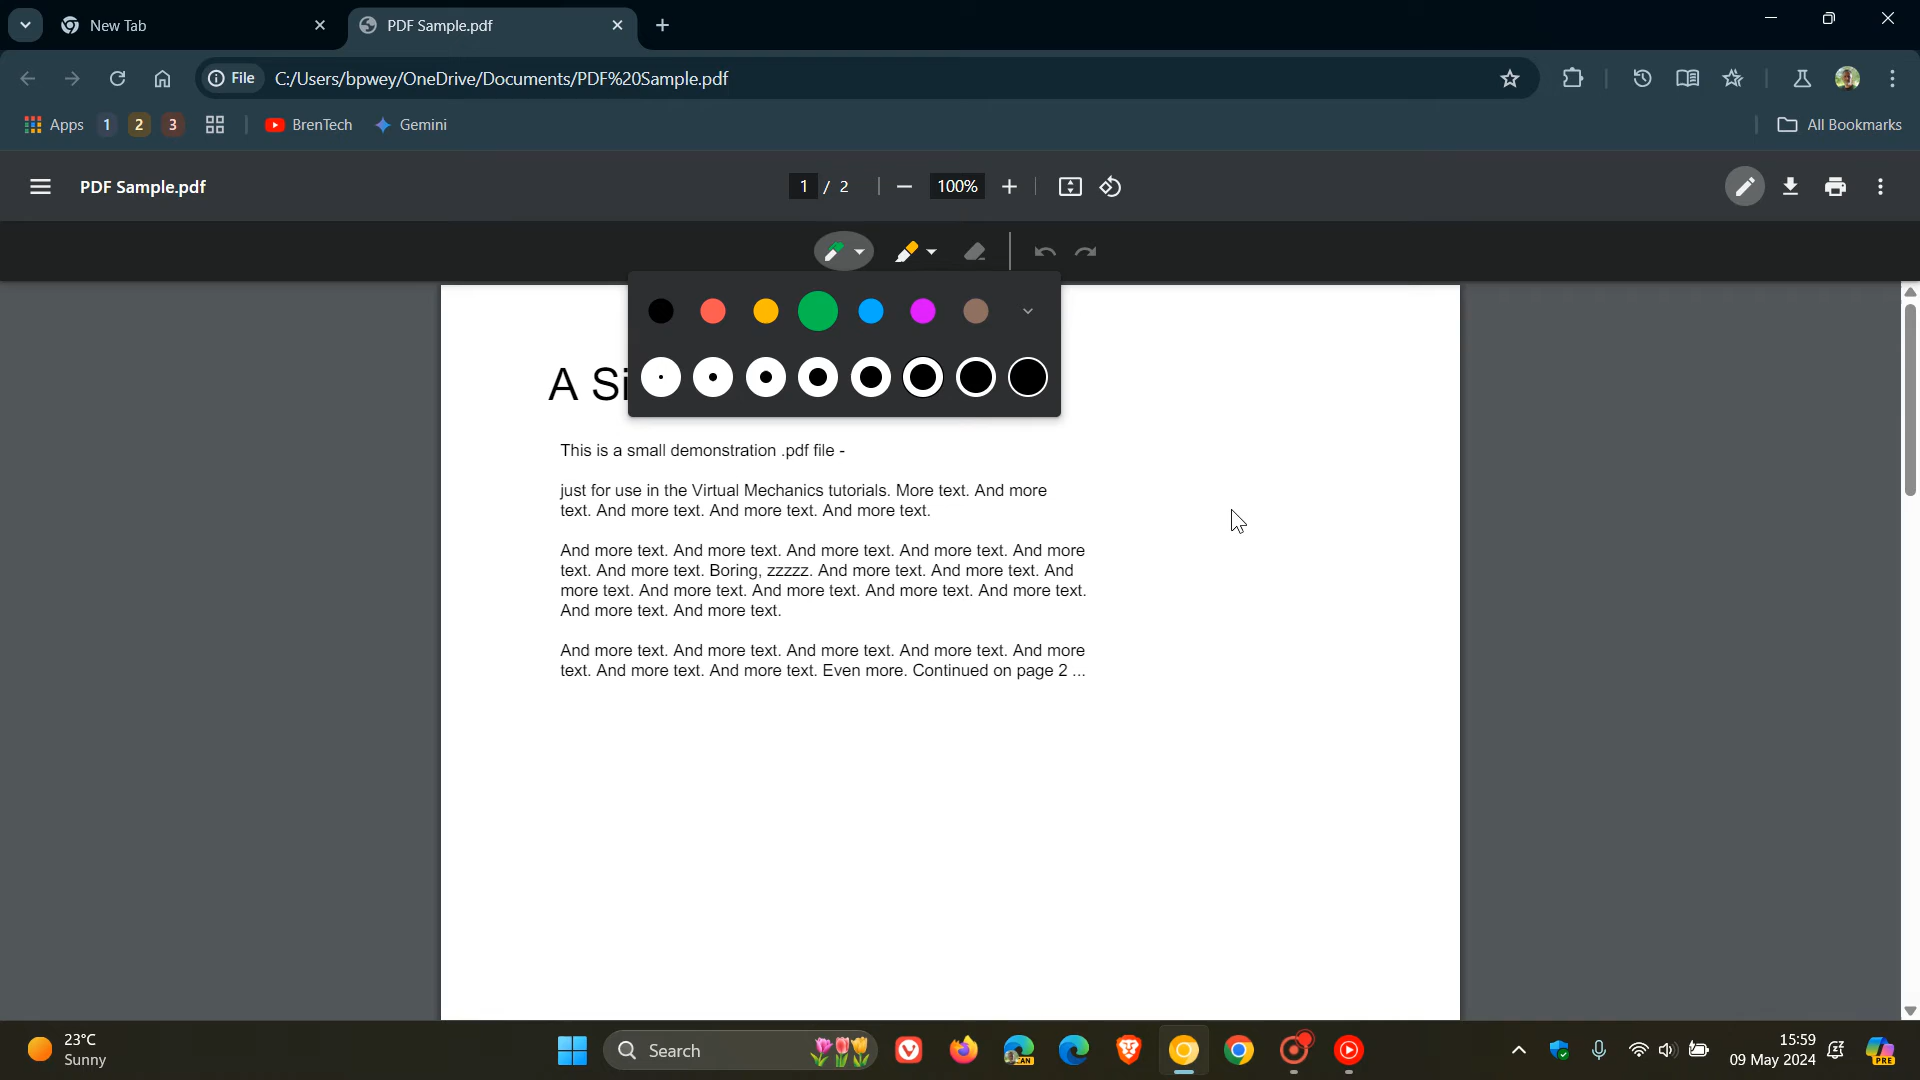 New Tab
PDF Sample.pdf
File
C:/Users/bpwey/OneDrive/Documents/PDF%20Sample.pdf
Apps
1
2
3
BrenTech
Gemini
All Bookmarks
PDF Sample.pdf
1 / 2
100%
A Si
This is a small demonstration .pdf file -
just for use in the Virtual Mechanics tutorials. More text. And more
text. And more text. And more text. And more text.
And more text. And more text. And more text. And more text. And more
text. And more text. Boring, zzzzz. And more text. And more text. And
more text. And more text. And more text. And more text. And more text.
And more text. And more text.
And more text. And more text. And more text. And more text. And more
text. And more text. And more text. Even more. Continued on page 2 ...
23°C
Sunny
Search
CAN
15:59
09 May 2024
PRE